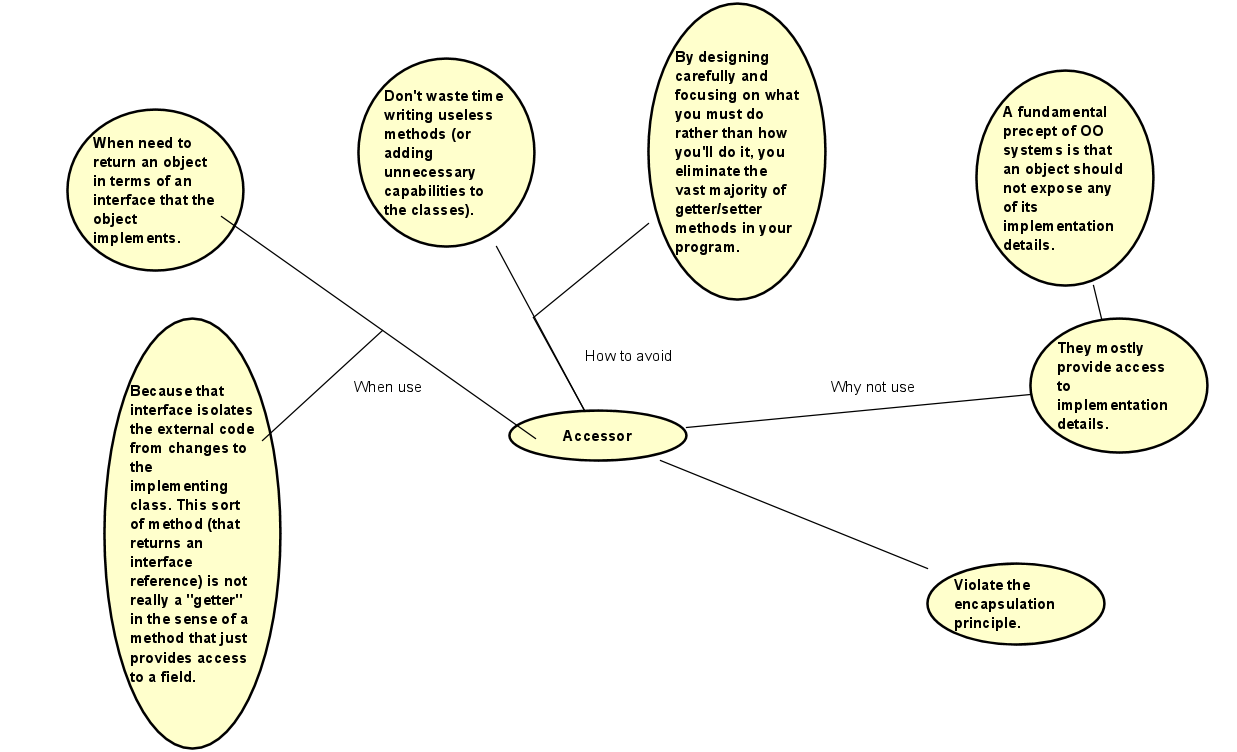 When need to
return an object
in terms of an
interface that the
object
implements.
Don't waste time
writing useless
methods (or
adding
unnecessary
capabilities to
the classes).
By designing
carefully and
focusing on what
you must do
rather than how
you'll do it, you
eliminate the
vast majority of
getter/setter
methods in your
program.
A fundamental
precept of OO
systems is that
an object should
not expose any
of its
implementation
details.
They mostly
provide access
to
implementation
details.
How to avoid
When use
Why not use
Accessor
Because that
interface isolates
the external code
from changes to
the
implementing
class. This sort
of method (that
returns an
interface
reference) is not
really a "getter"
in the sense of a
method that just
provides access
to a field.
Violate the
encapsulation
principle.